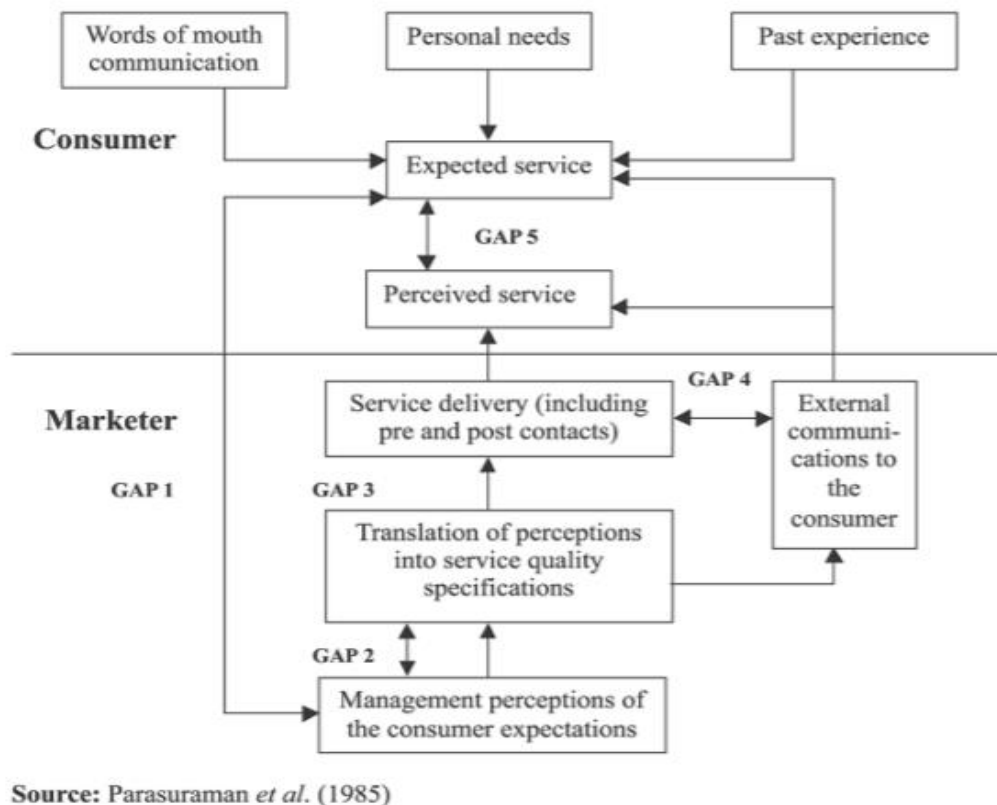 Words of mouth
communication
Personal needs
Past experience
Consumer
Expected service
GAP 5
Perceived service
Marketer
Service delivery (including
pre and post contacts)
GAP 4
External
communi-
cations to
the
consumer
GAP 1
GAP 3
Translation of perceptions
into service quality
specifications
GAP 2
Management perceptions of
the consumer expectations
Source: Parasuraman et al. (1985)